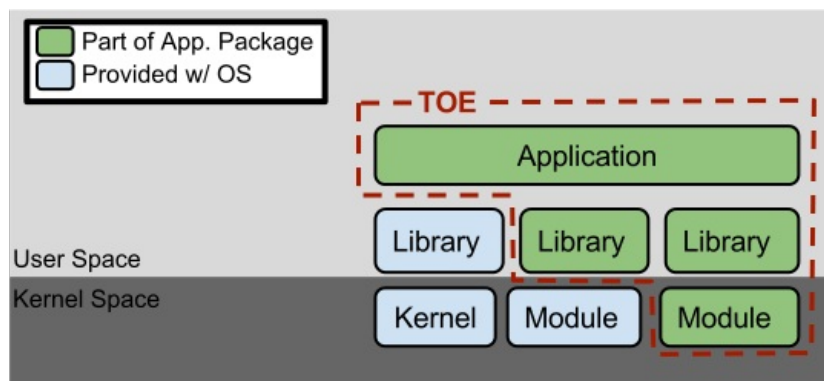 Part of App. Package
Provided w/ OS
TOE
Application
Library Library Library
User Space
Kernel Space
Kernel Module Module